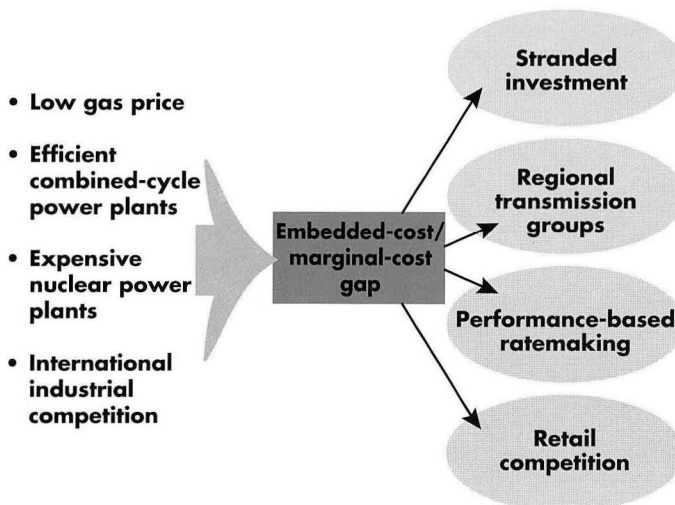 • Low gas price
• Efficient
combined-cycle
power plants
• Expensive
nuclear power
plants
• International
industrial
competition
Embedded-cost/
marginal-cost
gap
Stranded
investment
Regional
transmission
groups
Performance-based
ratemaking
Retail
competition